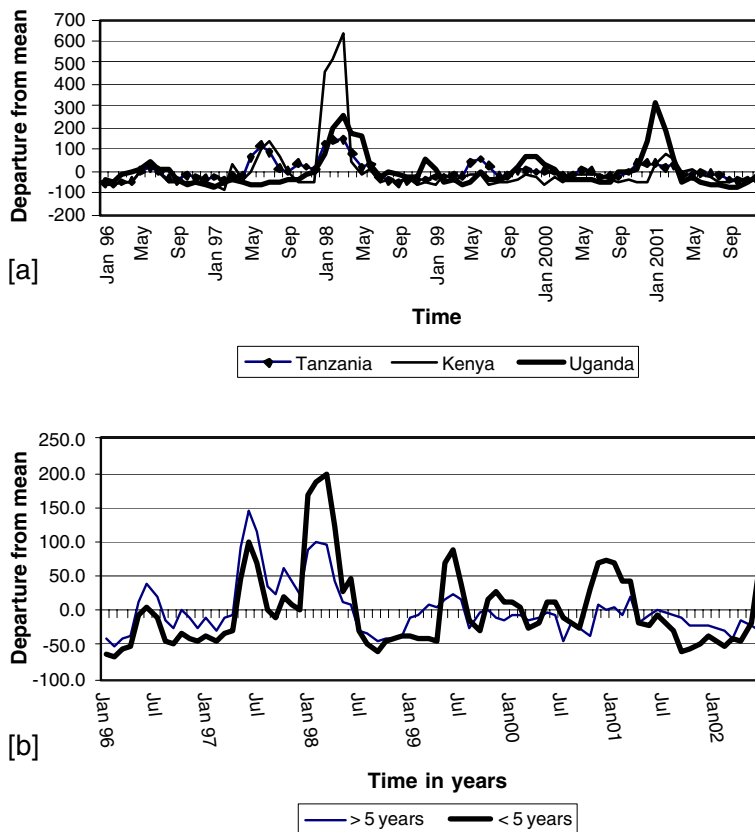 700
600
500
400
300
200
100
0
-100
-200
Departure from mean
Jan 96
May
Sep
Jan 97
May
Sep
Jan 98
May
Sep
Jan 99
May
Sep
Jan 2000
May
Sep
Jan 2001
May
Sep
[a]
Time
Tanzania Kenya Uganda
250.0
200.0
150.0
100.0
50.0
0.0
-50.0
-100.0
Departure from mean
Jan 96
Jul
Jan 97
Jul
Jan 98
Jul
Jan 99
Jul
Jan00
Jul
Jan01
Jul
Jan02
[b]
Time in years
> 5 years < 5 years